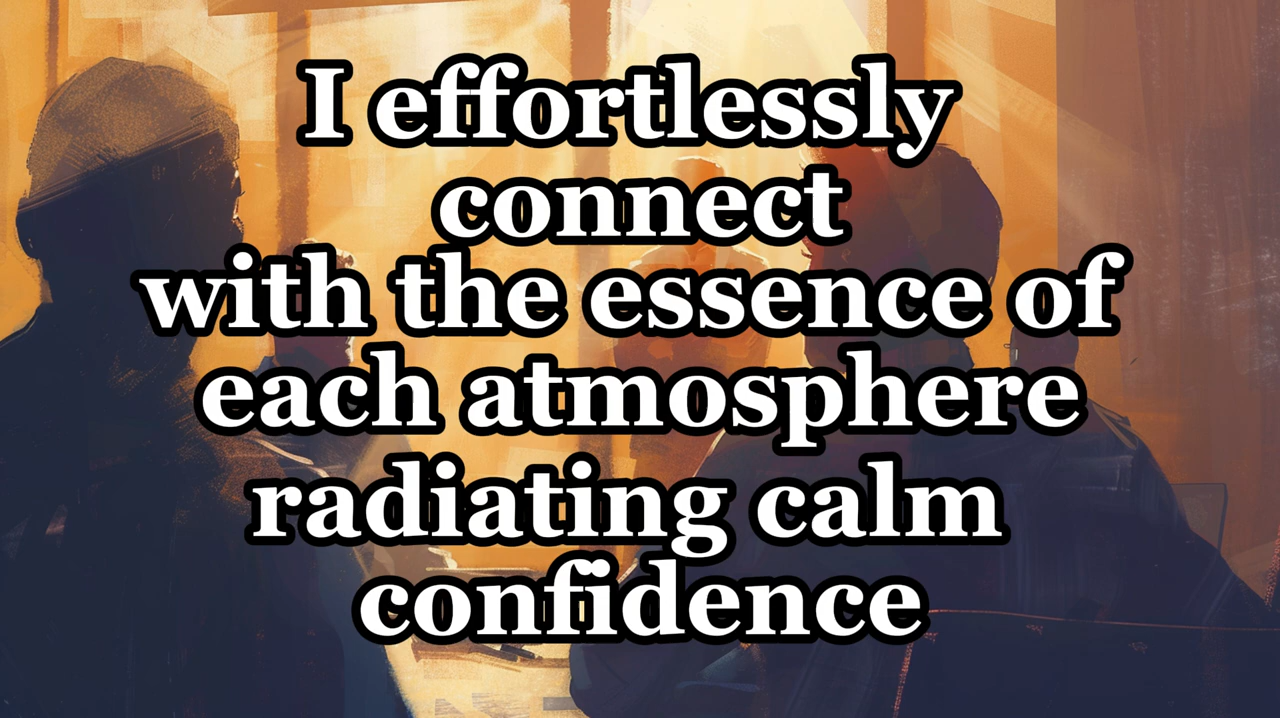 I effortlessly
connect
with the essence of
each atmosphere
radiating calm
confidence